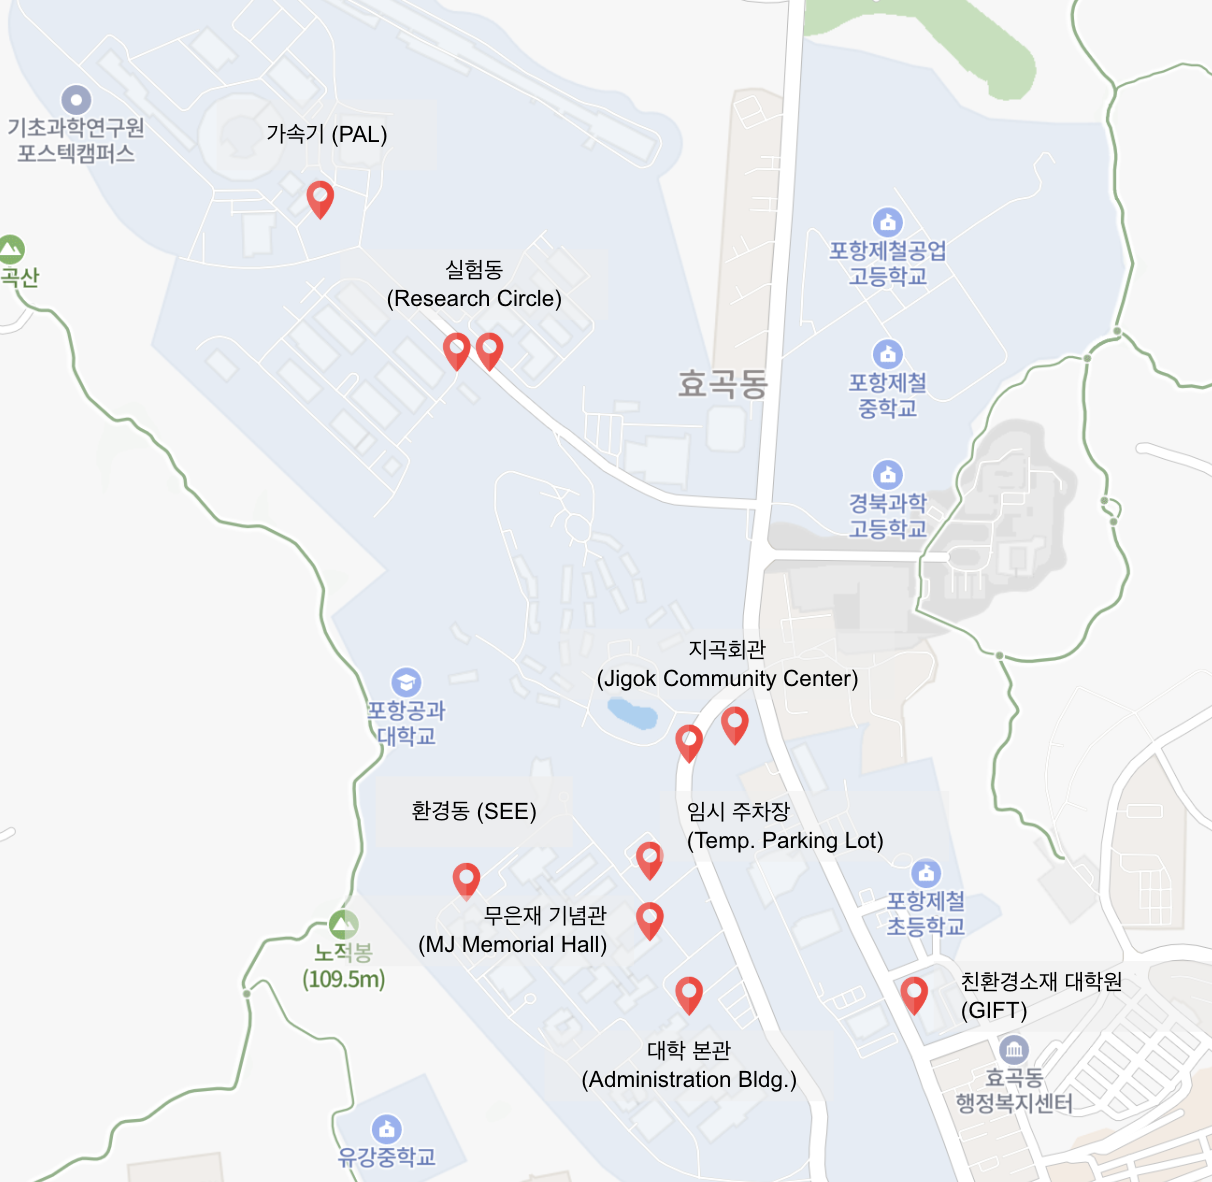 기초과학연구원
포스텍캠퍼스
가속기 (PAL)
곡산
실험동
(Research Circle)
포항제철공업
고등학교
효곡동
포항제철
중학교
경북과학
고등학교
지곡회관
(Jigok Community Center)
포항공과
대학교
환경동 (SEE)
임시 주차장
(Temp. Parking Lot)
포항제철
초등학교
무은재 기념관
(MJ Memorial Hall)
노적봉
(109.5m)
친환경소재 대학원
(GIFT)
대학 본관
(Administration Bldg.)
효곡동
행정복지센터
유강중학교